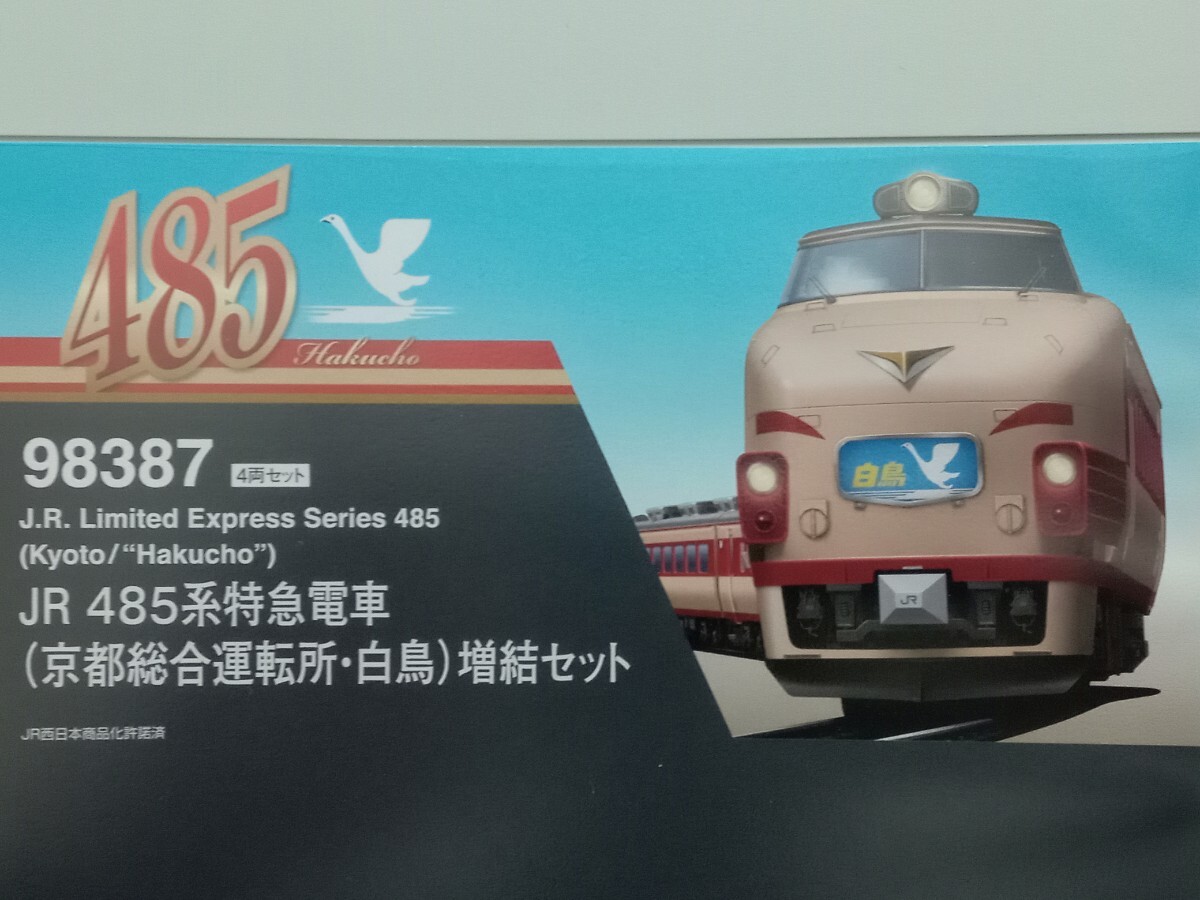 485
Hakucho
98387 4両セット
J.R. Limited Express Series 485
(Kyoto/“Hakucho”)
JR 485系特急電車
(京都総合運転所・白鳥)増結セット
JR西日本商品化許諾済
白鳥
JR